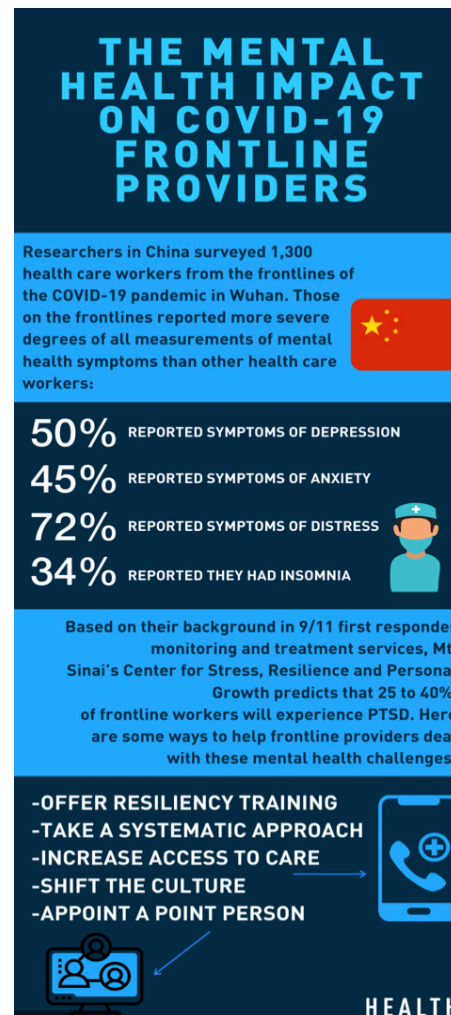 THE MENTAL
HEALTH IMPACT
ON COVID-19
FRONTLINE
PROVIDERS
Researchers in China surveyed 1,300
health care workers from the frontlines of
the COVID-19 pandemic in Wuhan. Those
on the frontlines reported more severe
degrees of all measurements of mental
health symptoms than other health care
workers:
50% REPORTED SYMPTOMS OF DEPRESSION
45% REPORTED SYMPTOMS OF ANXIETY
72% REPORTED SYMPTOMS OF DISTRESS
34% REPORTED THEY HAD INSOMNIA
Based on their background in 9/11 first responde
monitoring and treatment services, Mt
Sinai's Center for Stress, Resilience and Persona
Growth predicts that 25 to 40%
of frontline workers will experience PTSD. Here
are some ways to help frontline providers dea
with these mental health challenges
-OFFER RESILIENCY TRAINING
-TAKE A SYSTEMATIC APPROACH
-INCREASE ACCESS TO CARE
-SHIFT THE CULTURE
-APPOINT A POINT PERSON
HEALTH